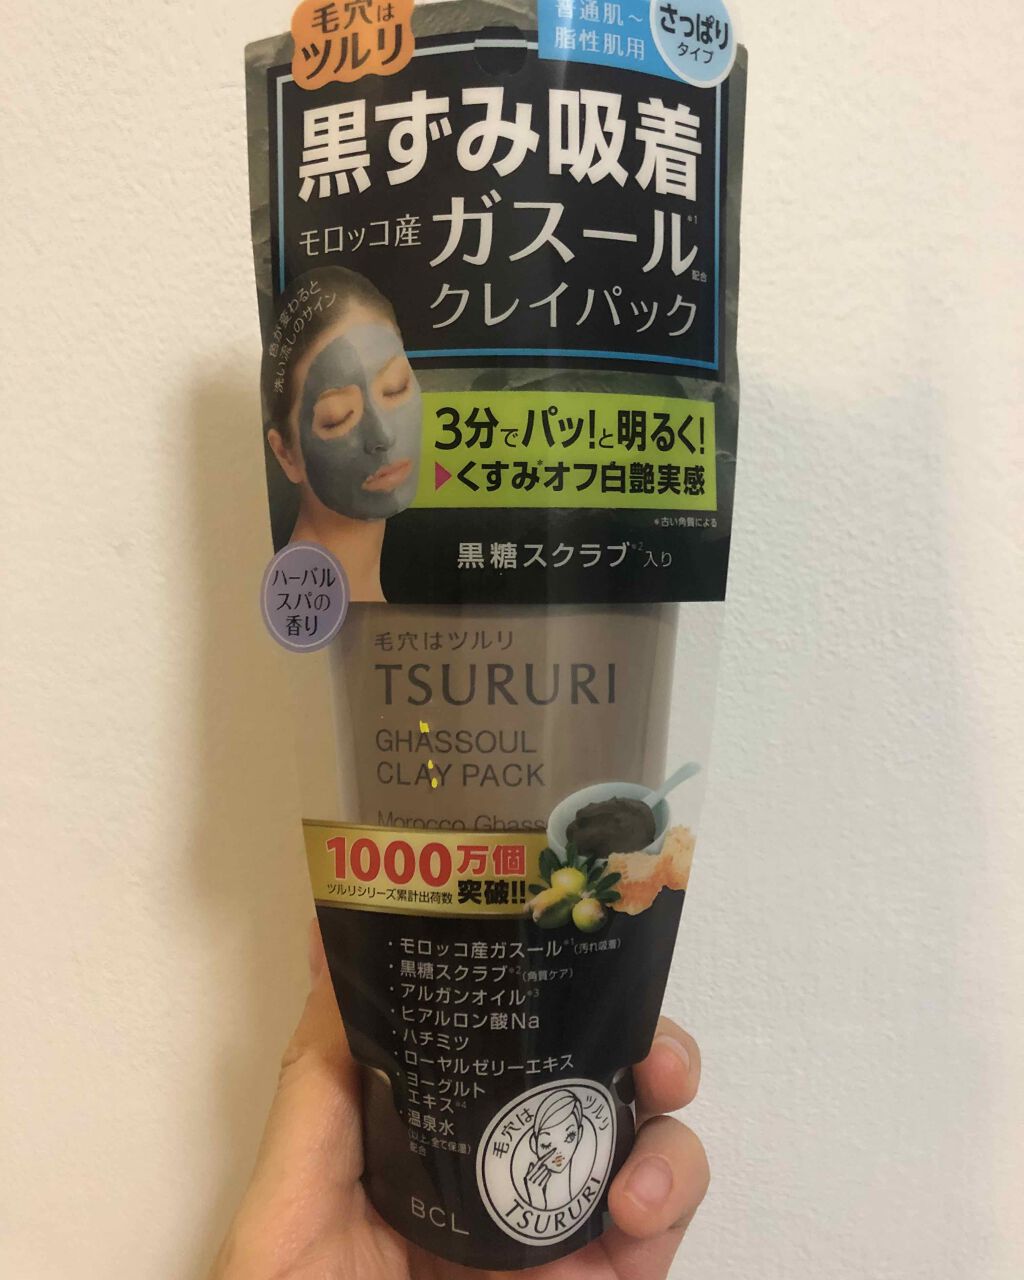 毛穴は
ツルリ
普通肌～
脂性肌用
さっぱり
タイプ
黒ずみ吸着
モロッコ産ガスール※1
配合
クレイパック
色が変わると
洗い流しのサイン
3分でパッ!と明るく!
くすみ*オフ白艶実感
*古い角質による
黒糖スクラブ※2入り
ハーバル
スパの
香り
毛穴はツルリ
TSURURI
GHASSOUL
CLAY PACK
Morocco Ghass
1000万個
ツルリシリーズ累計出荷数 突破!!
・モロッコ産ガスール※1(汚れ吸着)
・黒糖スクラブ※2(角質ケア)
・アルガンオイル※3
・ヒアルロン酸Na
・ハチミツ
・ローヤルゼリーエキス
・ヨーグルト
エキス※4
・温泉水
(以上全て保湿)
配合
毛穴は ツルリ
TSURURI
BCL